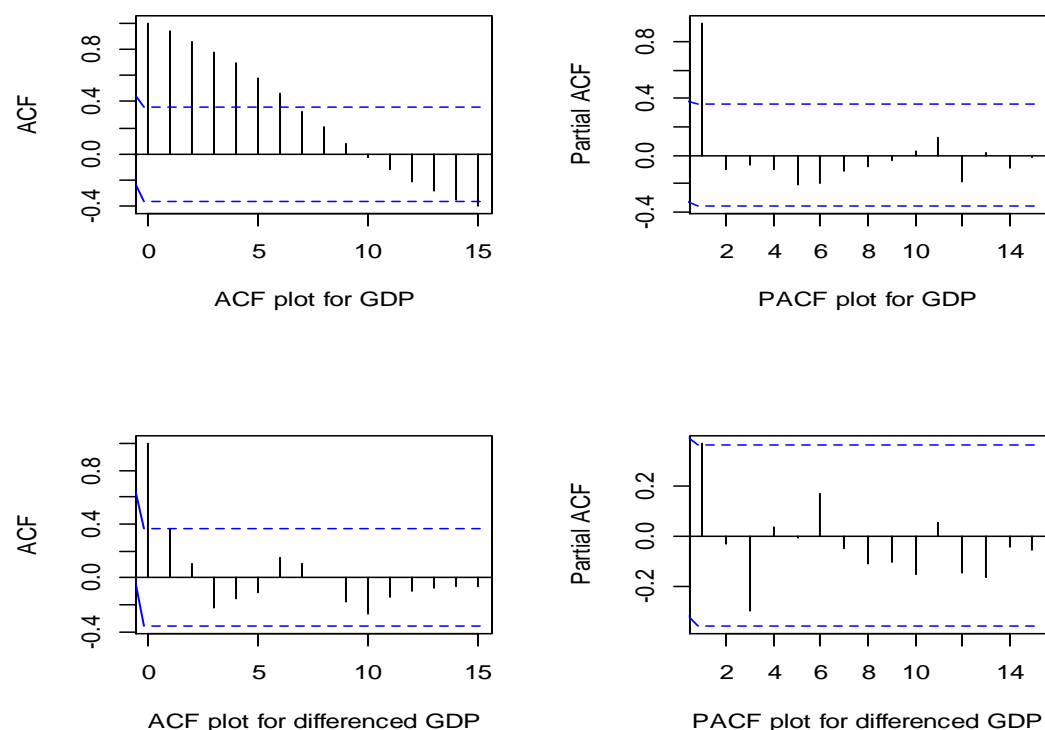 ACF
0.8
0.4
0.0
-0.4
0 5 10 15
ACF plot for GDP
Partial ACF
0.8
0.4
0.0
-0.4
2 4 6 8 10 14
PACF plot for GDP
ACF
0.8
0.4
0.0
-0.4
0 5 10 15
ACF plot for differenced GDP
Partial ACF
0.2
0.0
-0.2
2 4 6 8 10 14
PACF plot for differenced GDP